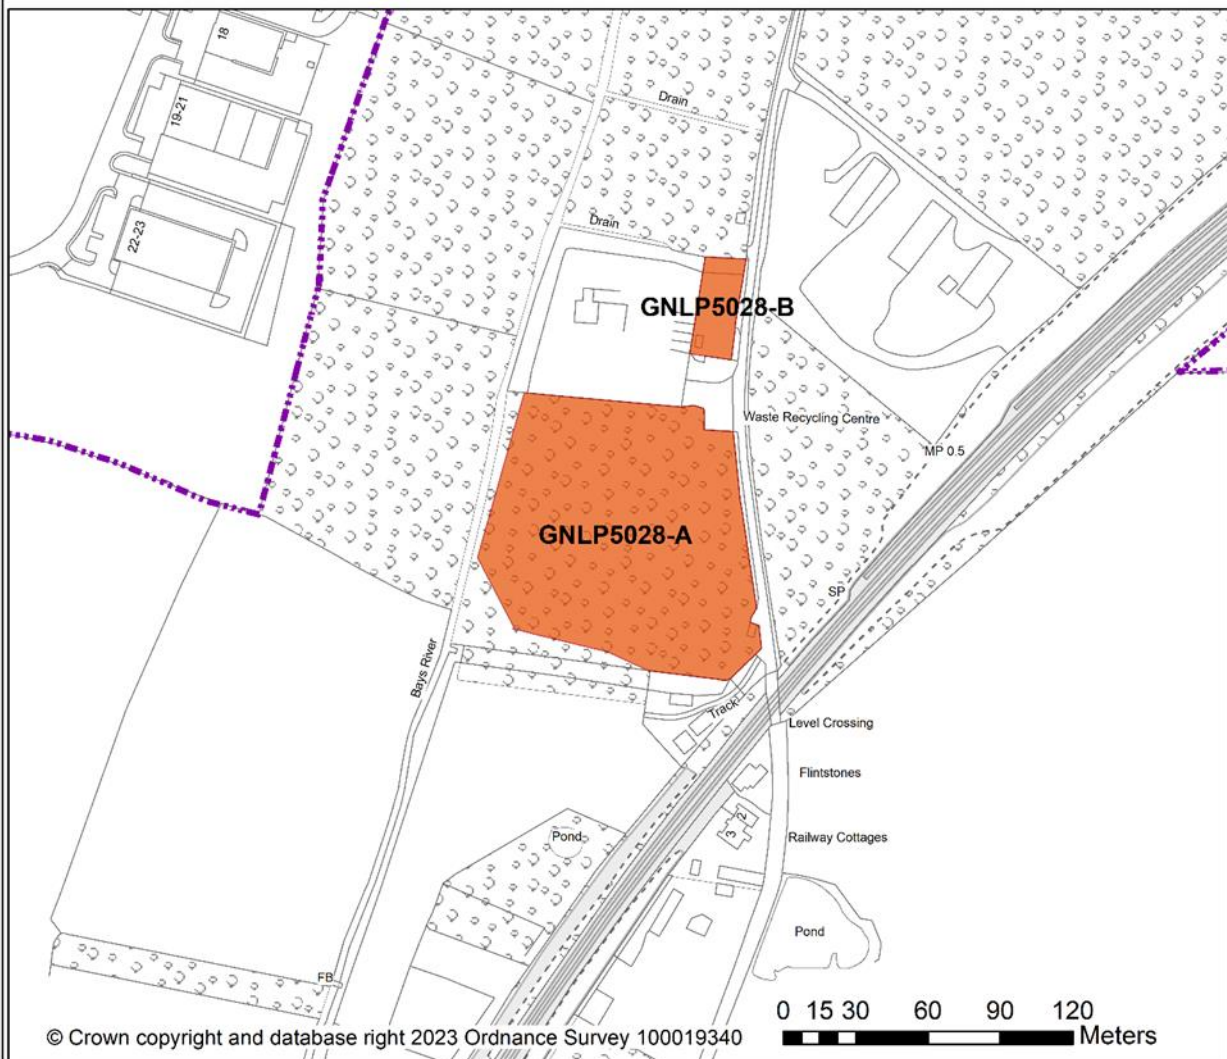 18
19-21
22-23
Drain
Drain
GNLP5028-B
Waste Recycling Centre
MP 0.5
GNLP5028-A
SP
Bays River
Track
Level Crossing
Flintstones
2
3
Railway Cottages
Pond
Pond
FB
0 15 30 60 90 120
Meters
© Crown copyright and database right 2023 Ordnance Survey 100019340